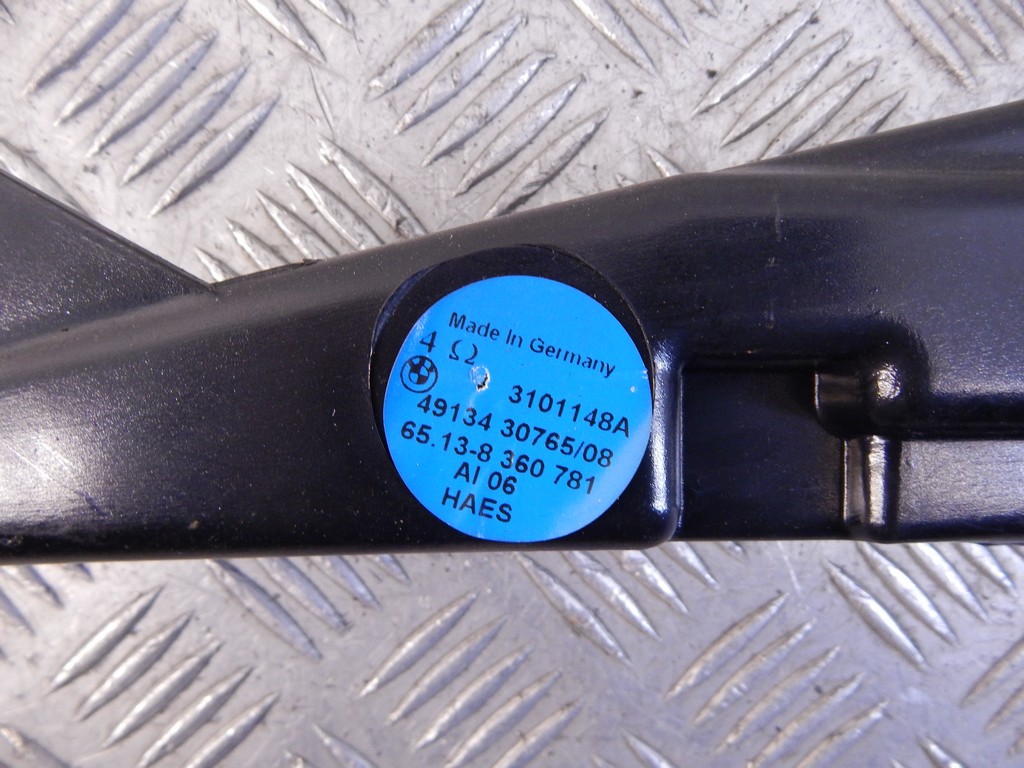 Made In Germany
4 Ω
3101148A
49134 30765/08
65.13-8 360 781
AI 06
HAES